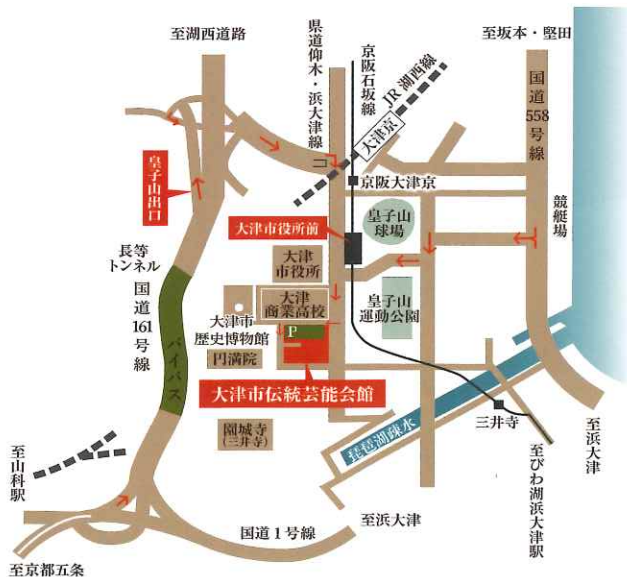 至湖西道路
県道仰木・浜大津線
京阪石坂線
JR湖西線
大津京
至坂本・堅田
国道558号線
皇子山出口
京阪大津京
競艇場
大津市役所前
皇子山
球場
長等
トンネル
大津
市役所
国道161号線
バイパス
大津
商業高校
皇子山
運動公園
大津市
歴史博物館
P
円満院
大津市伝統芸能会館
園城寺
(三井寺)
琵琶湖疎水
三井寺
至浜大津
至びわ湖浜大津駅
至山科駅
国道1号線
至浜大津
至京都五条